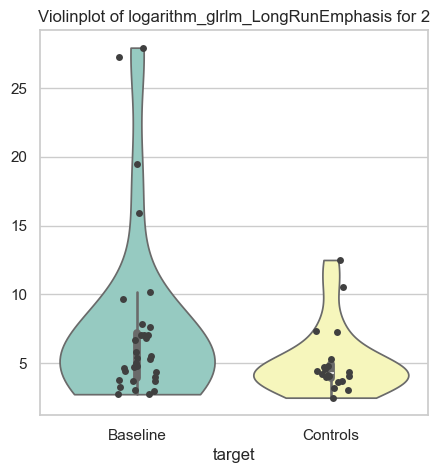 Violinplot of logarithm_glrlm_LongRunEmphasis for 2
25
20
15
10
5
Baseline
Controls
target